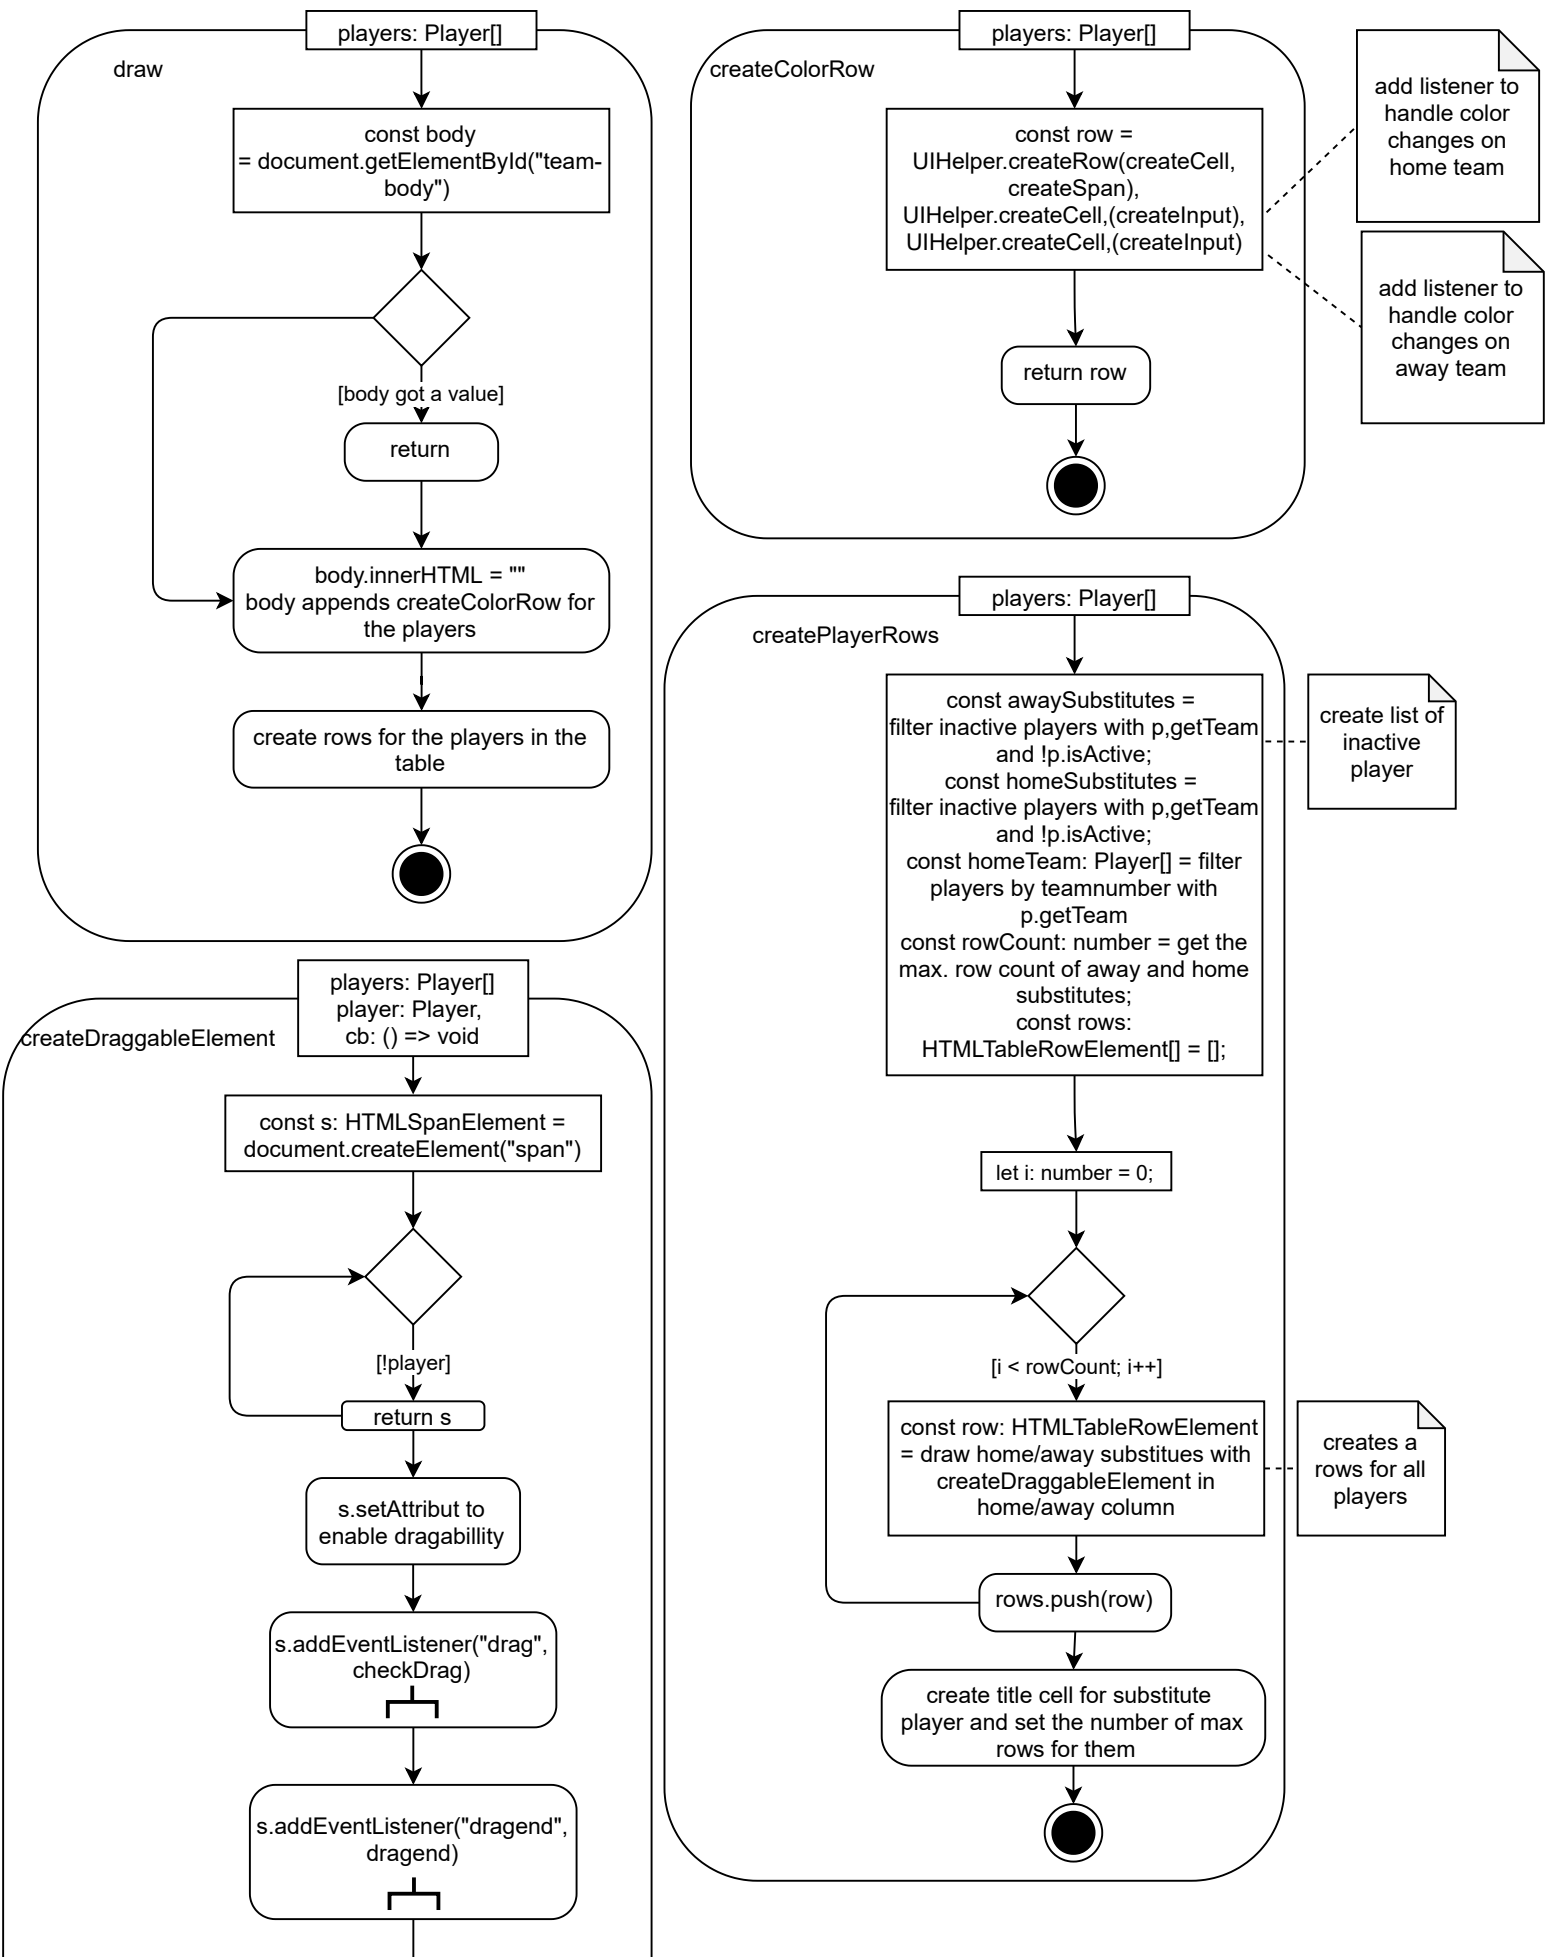 players: Player[]
draw
const body
= document.getElementById("team-
body")
[body got a value]
return
body.innerHTML = ""
body appends createColorRow for
the players
create rows for the players in the
table
players: Player[]
createColorRow
const row =
UIHelper.createRow(createCell,
createSpan),
UIHelper.createCell,(createInput),
UIHelper.createCell,(createInput)
return row
add listener to
handle color
changes on
home team
add listener to
handle color
changes on
away team
players: Player[]
createPlayerRows
const awaySubstitutes =
filter inactive players with p,getTeam
and !p.isActive;
const homeSubstitutes =
filter inactive players with p,getTeam
and !p.isActive;
const homeTeam: Player[] = filter
players by teamnumber with
p.getTeam
const rowCount: number = get the
max. row count of away and home
substitutes;
const rows:
HTMLTableRowElement[] = [];
create list of
inactive
player
let i: number = 0;
[i < rowCount; i++]
const row: HTMLTableRowElement
= draw home/away substitues with
createDraggableElement in
home/away column
creates a
rows for all
players
rows.push(row)
create title cell for substitute
player and set the number of max
rows for them
players: Player[]
player: Player,
cb: () => void
createDraggableElement
const s: HTMLSpanElement =
document.createElement("span")
[!player]
return s
s.setAttribut to
enable dragabillity
s.addEventListener("drag",
checkDrag)
s.addEventListener("dragend",
dragend)